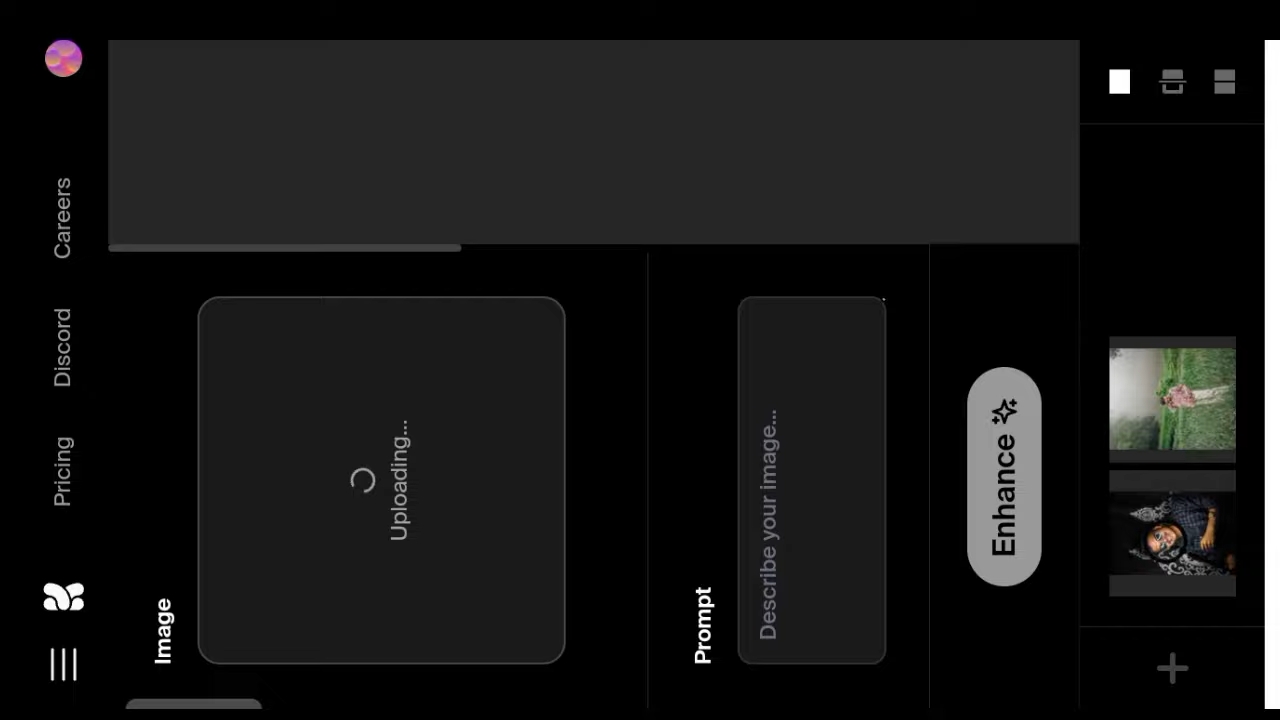 Pricing
Discord
Careers
Image
Uploading...
Prompt
Describe your image...
Enhance